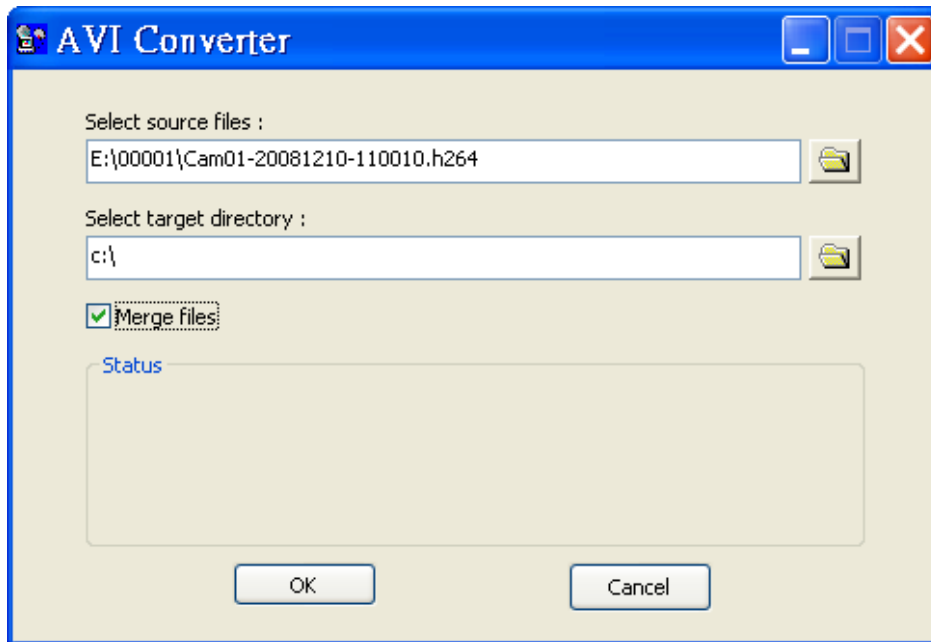 AVI Converter
Select source files :
E:\00001\Cam01-20081210-110010.h264
Select target directory :
c:\
Merge files
Status
OK
Cancel